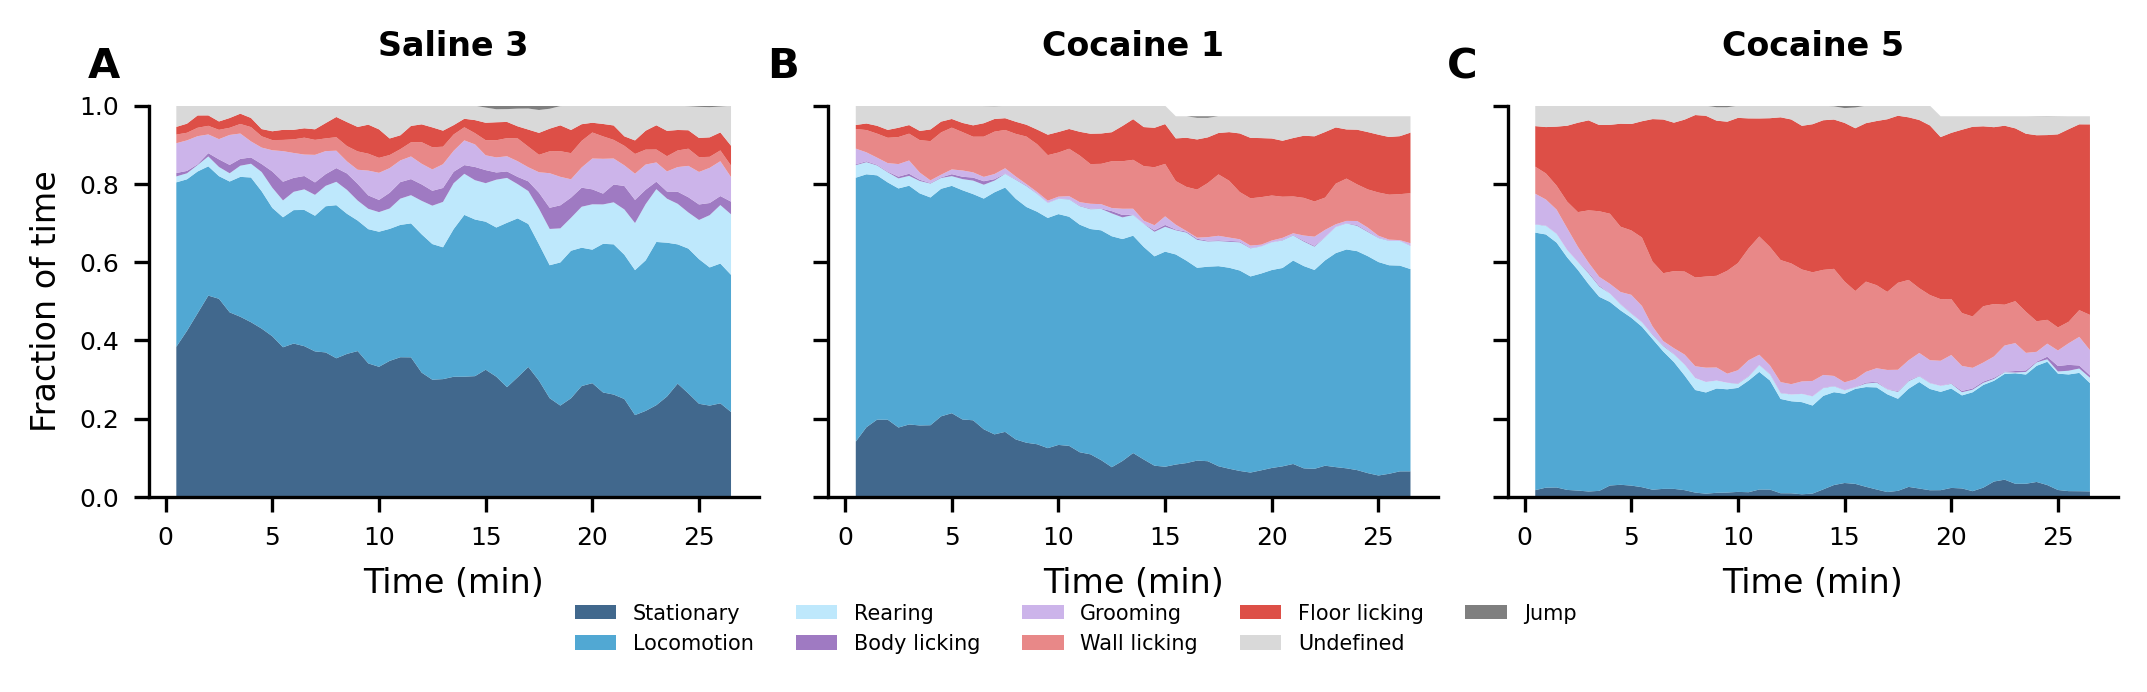 A
Saline 3
B
Cocaine 1
C
Cocaine 5
Fraction of time
1.0
0.8
0.6
0.4
0.2
0.0
0 5 10 15 20 25
0 5 10 15 20 25
0 5 10 15 20 25
Time (min)
Time (min)
Time (min)
Stationary Rearing Grooming Floor licking Jump
Locomotion Body licking Wall licking Undefined